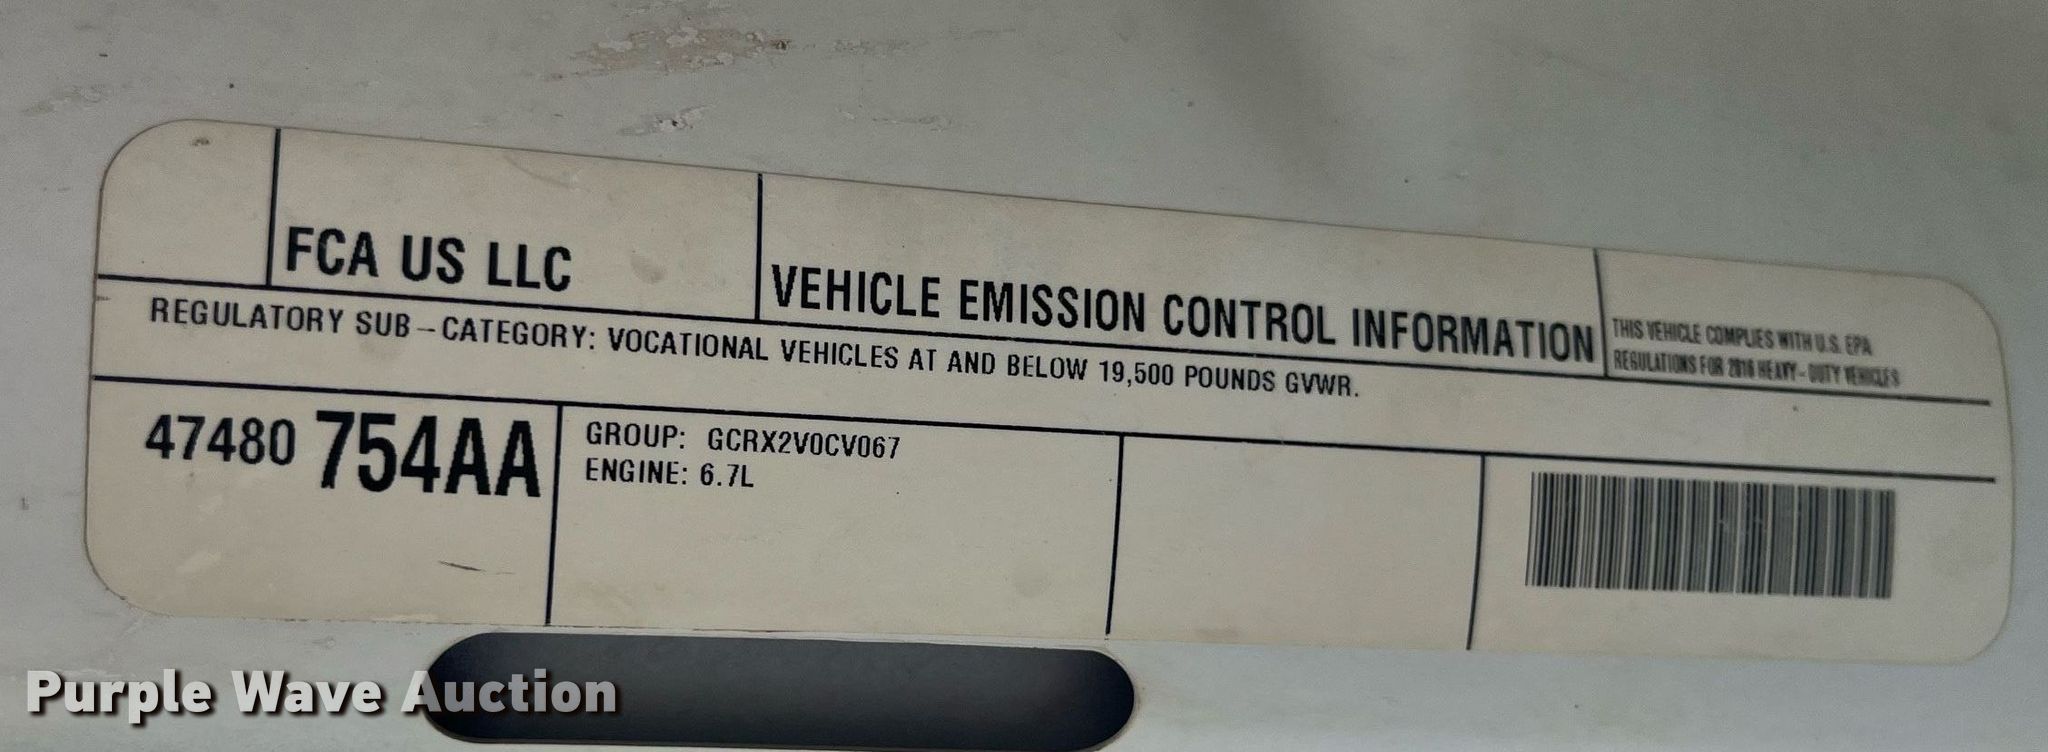 FCA US LLC
VEHICLE EMISSION CONTROL INFORMATION
THIS VEHICLE COMPLIES WITH U.S. EPA
REGULATIONS FOR 2016 HEAVY-DUTY VEHICLES
REGULATORY SUB-CATEGORY: VOCATIONAL VEHICLES AT AND BELOW 19,500 POUNDS GVWR.
47480 754AA
GROUP: GCRX2V0CV067
ENGINE: 6.7L
Purple Wave Auction